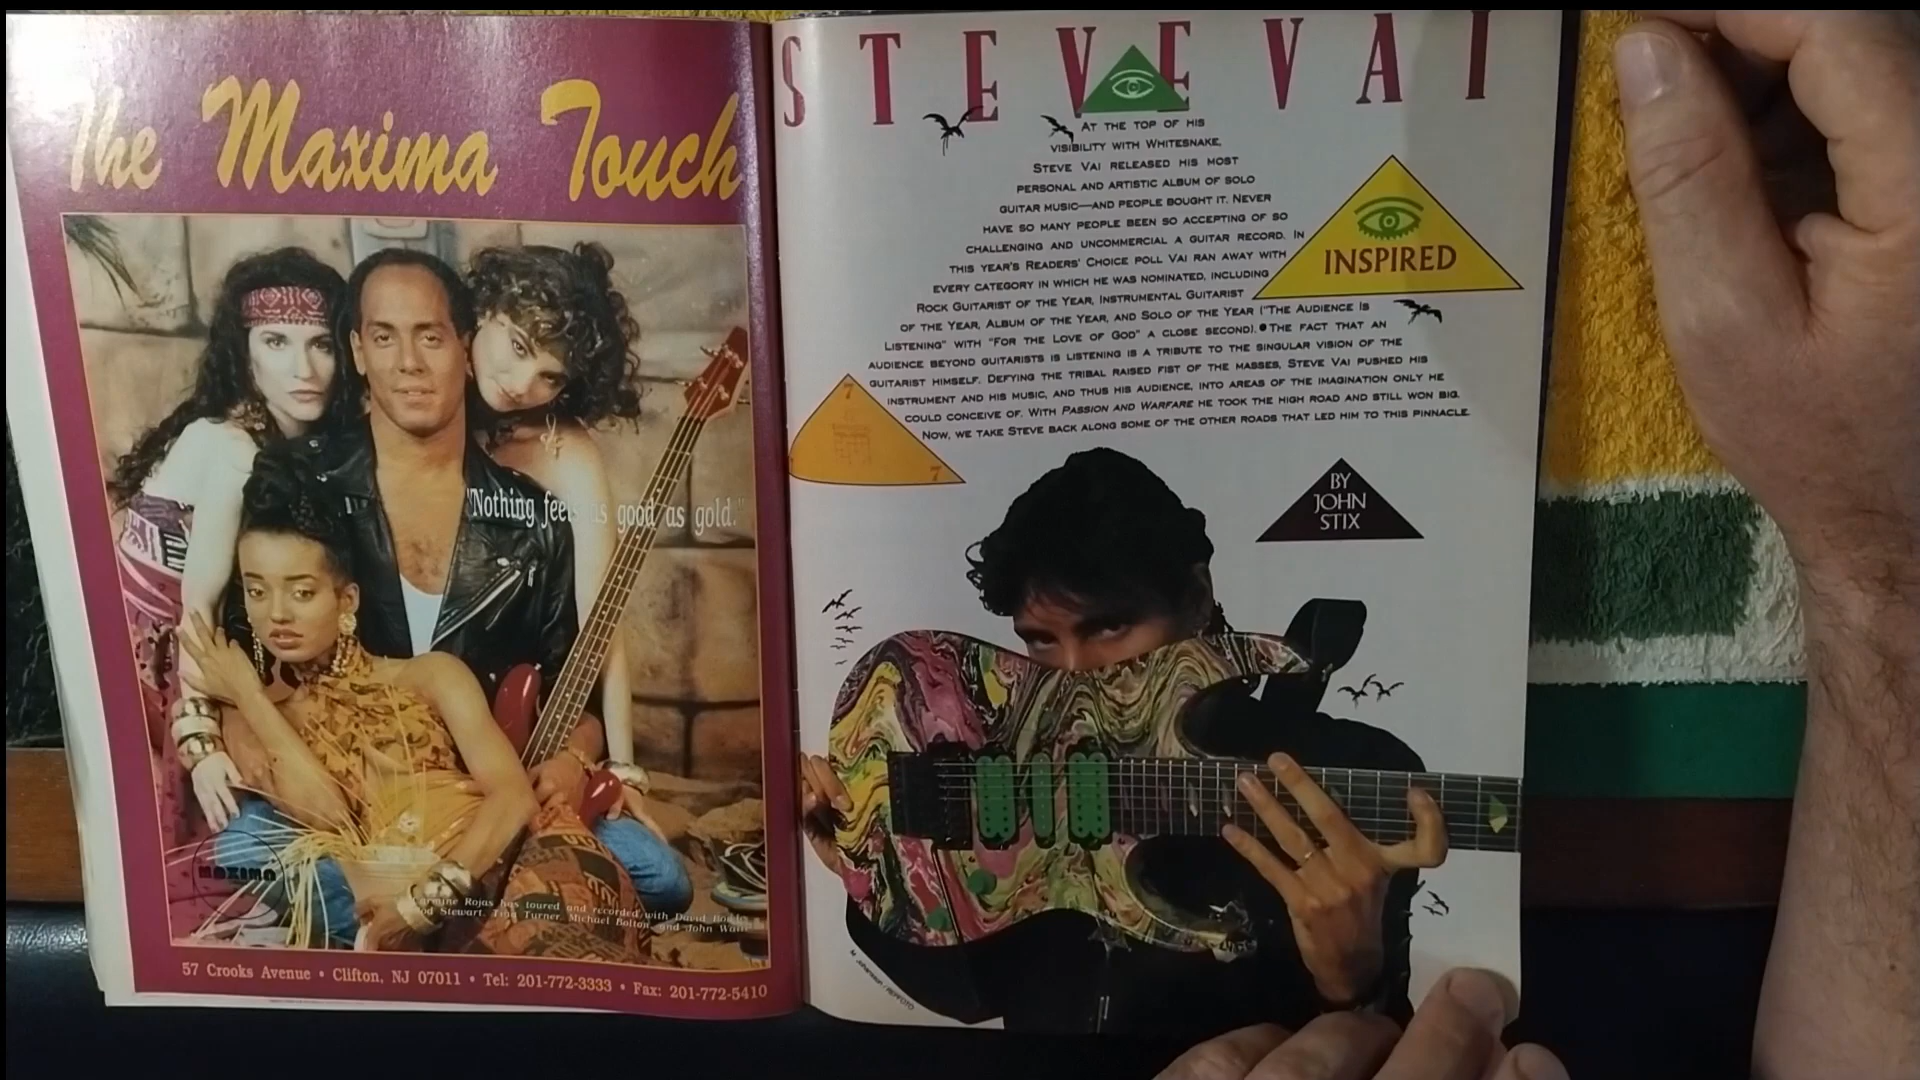 The Maxima Touch
"Nothing feels as good as gold."
MAXIMA
Carmine Rojas has toured and recorded with David Bowie,
Rod Stewart, Tina Turner, Michael Bolton, and John Waite
57 Crooks Avenue • Clifton, NJ 07011 • Tel: 201-772-3333 • Fax: 201-772-5410
STEVE VAI
AT THE TOP OF HIS
VISIBILITY WITH WHITESNAKE,
STEVE VAI RELEASED HIS MOST
PERSONAL AND ARTISTIC ALBUM OF SOLO
GUITAR MUSIC—AND PEOPLE BOUGHT IT. NEVER
HAVE SO MANY PEOPLE BEEN SO ACCEPTING OF SO
CHALLENGING AND UNCOMMERCIAL A GUITAR RECORD. IN
THIS YEAR'S READERS' CHOICE POLL VAI RAN AWAY WITH
EVERY CATEGORY IN WHICH HE WAS NOMINATED, INCLUDING
ROCK GUITARIST OF THE YEAR, INSTRUMENTAL GUITARIST
OF THE YEAR, ALBUM OF THE YEAR, AND SOLO OF THE YEAR ("THE AUDIENCE IS
LISTENING" WITH "FOR THE LOVE OF GOD" A CLOSE SECOND). ● THE FACT THAT AN
AUDIENCE BEYOND GUITARISTS IS LISTENING IS A TRIBUTE TO THE SINGULAR VISION OF THE
GUITARIST HIMSELF. DEFYING THE TRIBAL RAISED FIST OF THE MASSES, STEVE VAI PUSHED HIS
INSTRUMENT AND HIS MUSIC, AND THUS HIS AUDIENCE, INTO AREAS OF THE IMAGINATION ONLY HE
COULD CONCEIVE OF. WITH PASSION AND WARFARE HE TOOK THE HIGH ROAD AND STILL WON BIG.
NOW, WE TAKE STEVE BACK ALONG SOME OF THE OTHER ROADS THAT LED HIM TO THIS PINNACLE.
INSPIRED
7
7
BY
JOHN
STIX